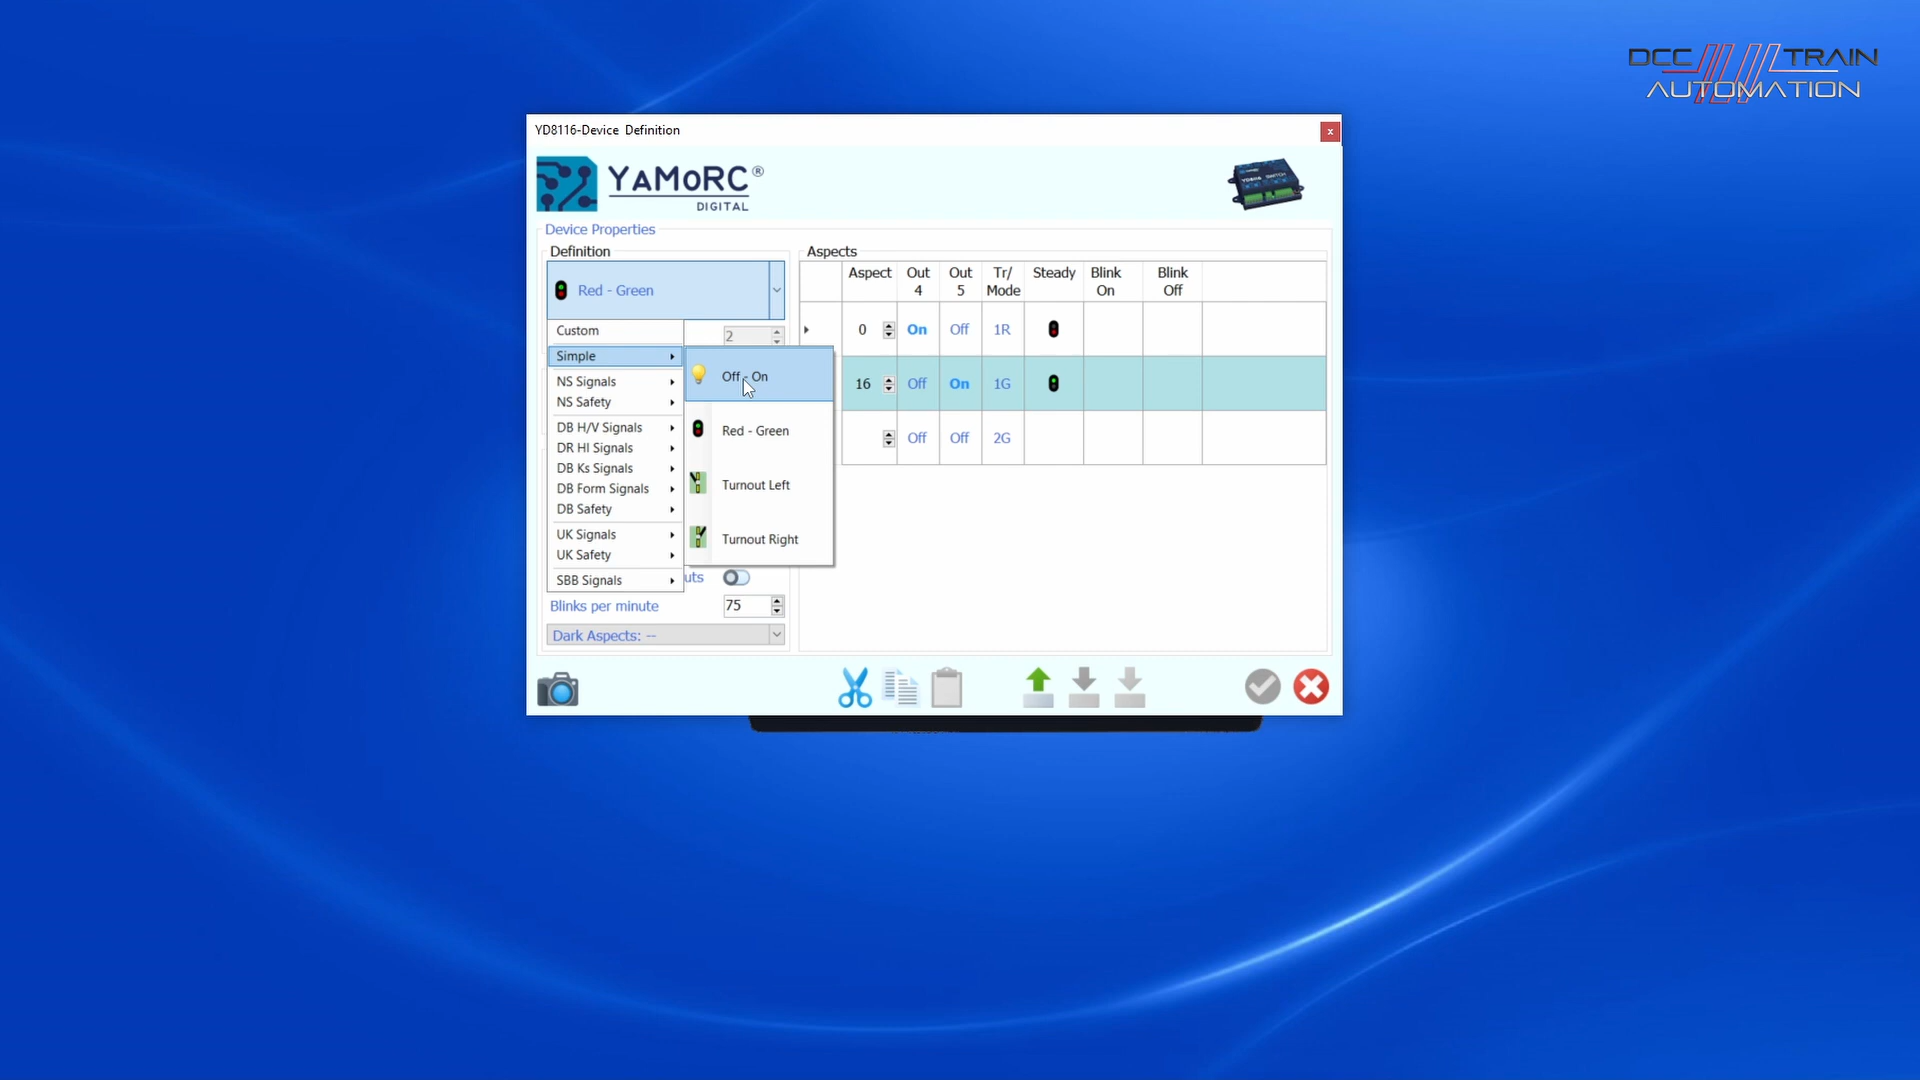 DCC TRAIN
AUTOMATION
YD8116-Device Definition
x
YAMORC®
DIGITAL
Device Properties
Definition
Red - Green
Custom
2
Simple
NS Signals
NS Safety
DB H/V Signals
DR HI Signals
DB Ks Signals
DB Form Signals
DB Safety
UK Signals
UK Safety
SBB Signals
Off - On
Red - Green
Turnout Left
Turnout Right
uts
Blinks per minute 75
Dark Aspects: --
Aspects
Aspect Out 4 Out 5 Tr/ Mode Steady Blink On Blink Off
0 On Off 1R
16 Off On 1G
Off Off 2G